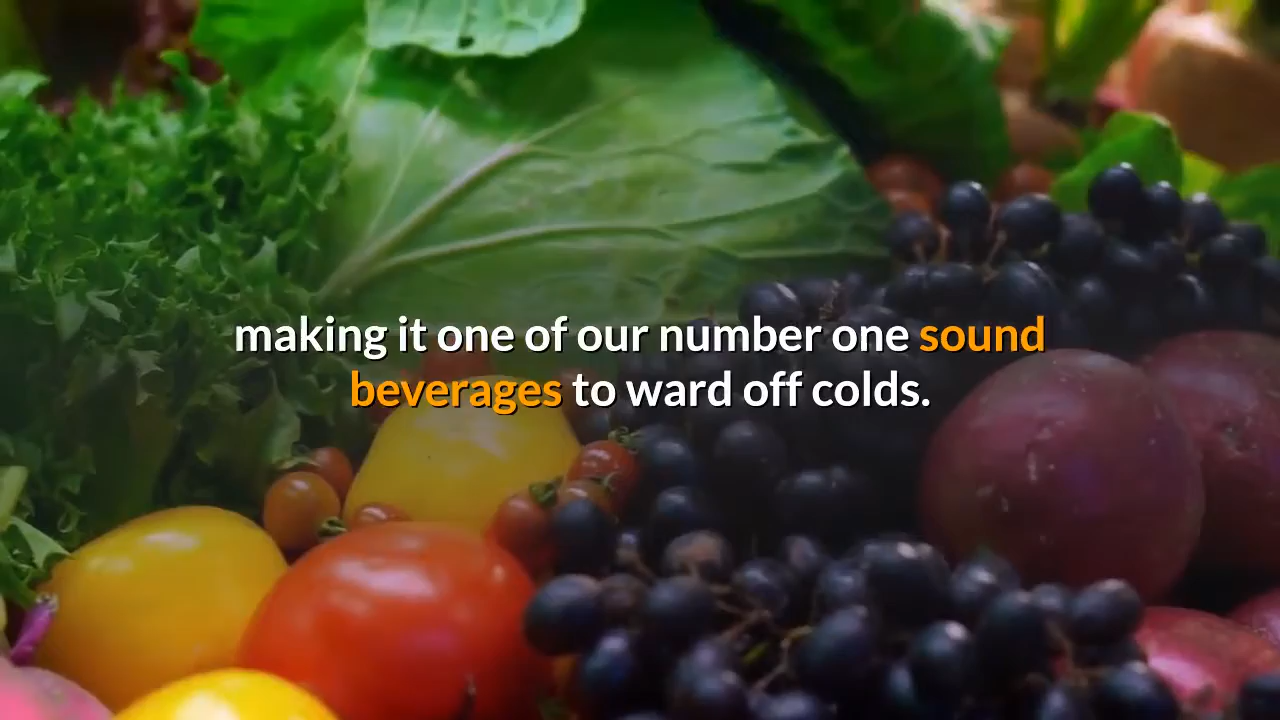 making it one of our number one sound
beverages to ward off colds.